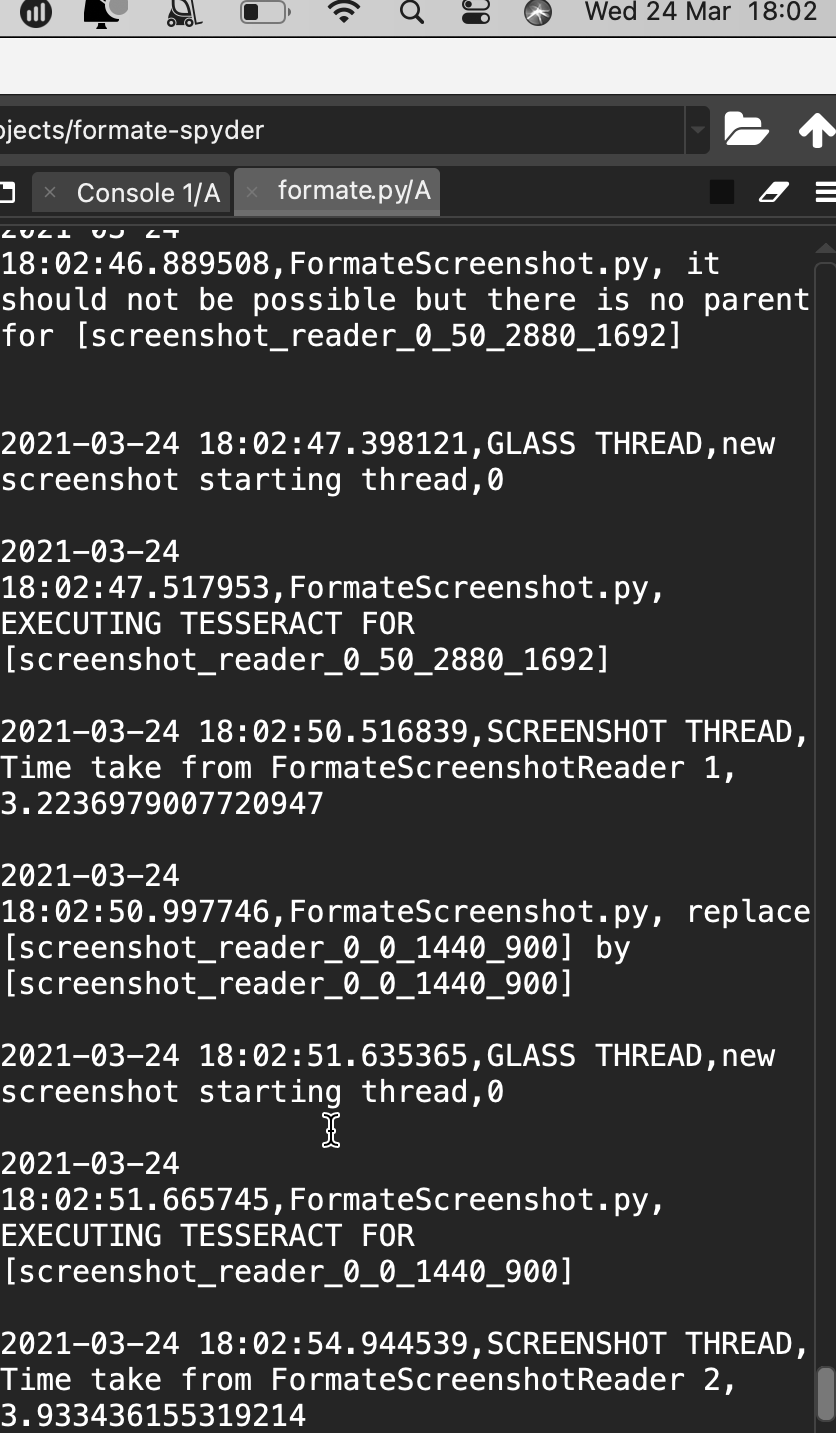 Wed 24 Mar 18:02
ojects/formate-spyder
Console 1/A
formate.py/A
2021-03-24
18:02:46.889508,FormateScreenshot.py, it
should not be possible but there is no parent
for [screenshot_reader_0_50_2880_1692]
2021-03-24 18:02:47.398121,GLASS THREAD,new
screenshot starting thread,0
2021-03-24
18:02:47.517953,FormateScreenshot.py,
EXECUTING TESSERACT FOR
[screenshot_reader_0_50_2880_1692]
2021-03-24 18:02:50.516839,SCREENSHOT THREAD,
Time take from FormateScreenshotReader 1,
3.2236979007720947
2021-03-24
18:02:50.997746,FormateScreenshot.py, replace
[screenshot_reader_0_0_1440_900] by
[screenshot_reader_0_0_1440_900]
2021-03-24 18:02:51.635365,GLASS THREAD,new
screenshot starting thread,0
2021-03-24
18:02:51.665745,FormateScreenshot.py,
EXECUTING TESSERACT FOR
[screenshot_reader_0_0_1440_900]
2021-03-24 18:02:54.944539,SCREENSHOT THREAD,
Time take from FormateScreenshotReader 2,
3.933436155319214